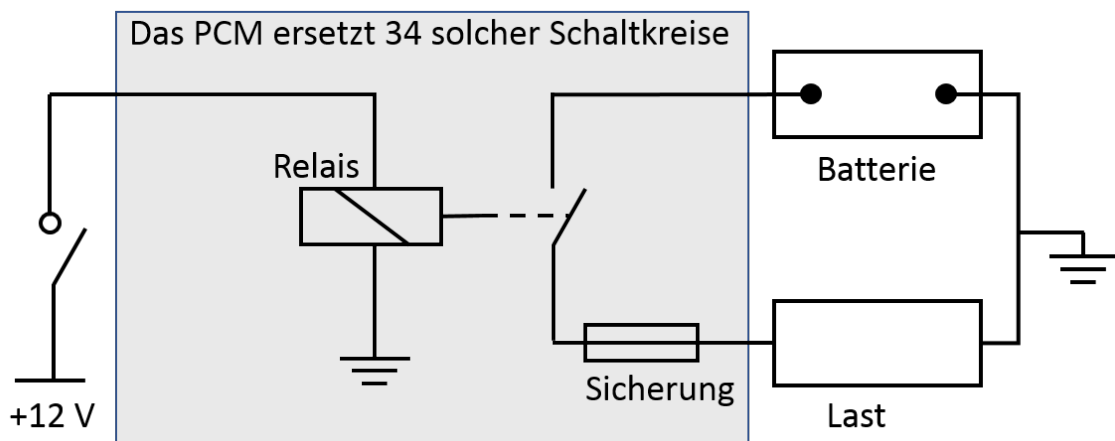 Das PCM ersetzt 34 solcher Schaltkreise
Relais
Batterie
Sicherung
+12 V
Last